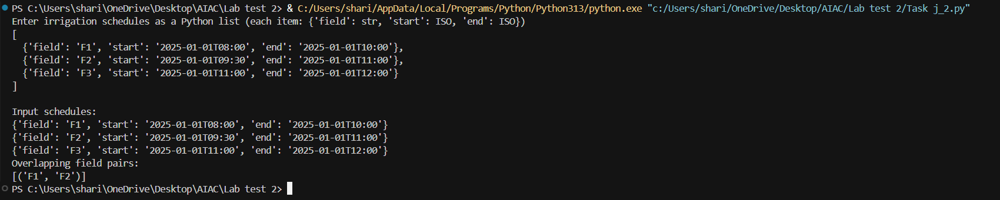 PS C:\Users\shari\OneDrive\Desktop\AIAC\Lab test 2> & C:/Users/shari/AppData/Local/Programs/Python/Python313/python.exe "c:/Users/shari/OneDrive/Desktop/AIAC/Lab test 2/Task j_2.py"
Enter irrigation schedules as a Python list (each item: {'field': str, 'start': ISO, 'end': ISO})
[
  {'field': 'F1', 'start': '2025-01-01T08:00', 'end': '2025-01-01T10:00'},
  {'field': 'F2', 'start': '2025-01-01T09:30', 'end': '2025-01-01T11:00'},
  {'field': 'F3', 'start': '2025-01-01T11:00', 'end': '2025-01-01T12:00'}
]

Input schedules:
{'field': 'F1', 'start': '2025-01-01T08:00', 'end': '2025-01-01T10:00'}
{'field': 'F2', 'start': '2025-01-01T09:30', 'end': '2025-01-01T11:00'}
{'field': 'F3', 'start': '2025-01-01T11:00', 'end': '2025-01-01T12:00'}
Overlapping field pairs:
[('F1', 'F2')]
PS C:\Users\shari\OneDrive\Desktop\AIAC\Lab test 2>